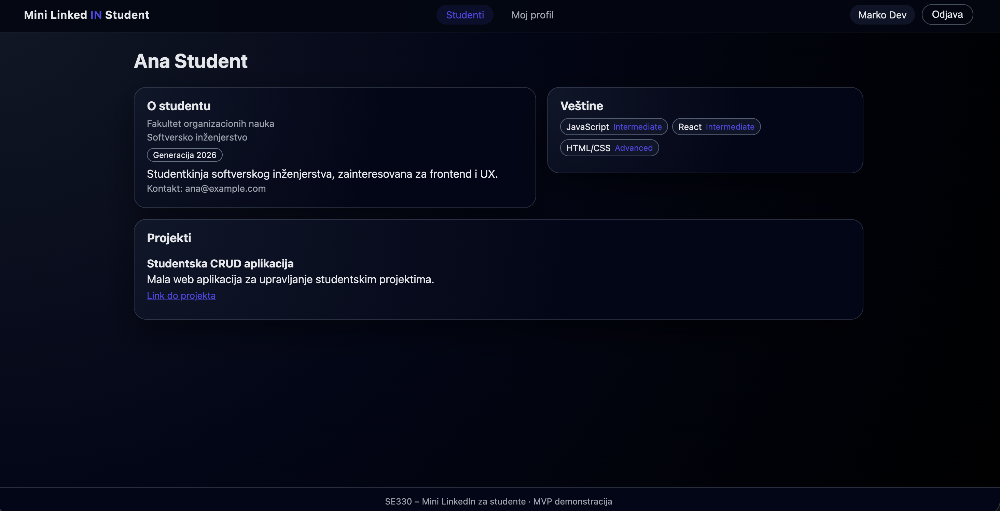 Mini Linked IN Student
Studenti
Moj profil
Marko Dev
Odjava
Ana Student
O studentu
Fakultet organizacionih nauka
Softversko inženjerstvo
Generacija 2026
Studentkinja softverskog inženjerstva, zainteresovana za frontend i UX.
Kontakt: ana@example.com
Veštine
JavaScript Intermediate
React Intermediate
HTML/CSS Advanced
Projekti
Studentska CRUD aplikacija
Mala web aplikacija za upravljanje studentskim projektima.
Link do projekta
SE330 – Mini LinkedIn za studente · MVP demonstracija